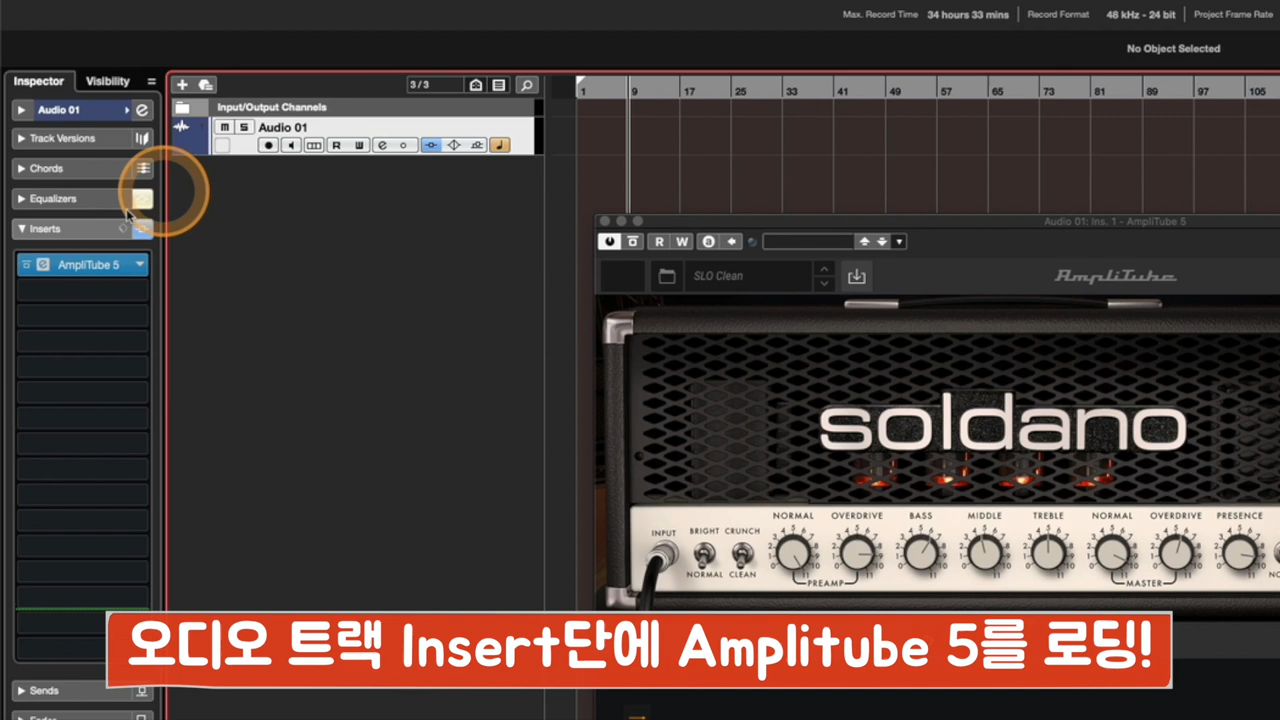 Max. Record Time 34 hours 33 mins Record Format 48 kHz - 24 bit Project Frame Rate
No Object Selected
Inspector Visibility
3/3
1 9 17 25 33 41 49 57 65 73 81 89 97 105
Audio 01
Input/Output Channels
m S Audio 01
R W e
Track Versions
Chords
Equalizers
Inserts
AmpliTube 5
Sends
Audio 01: Ins. 1 - AmpliTube 5
R W
SLO Clean
AmpliTube
soldano
NORMAL OVERDRIVE BASS MIDDLE TREBLE NORMAL OVERDRIVE PRESENCE
INPUT BRIGHT CRUNCH
NORMAL CLEAN
PREAMP MASTER
오디오 트랙 Insert단에 Amplitube 5를 로딩!